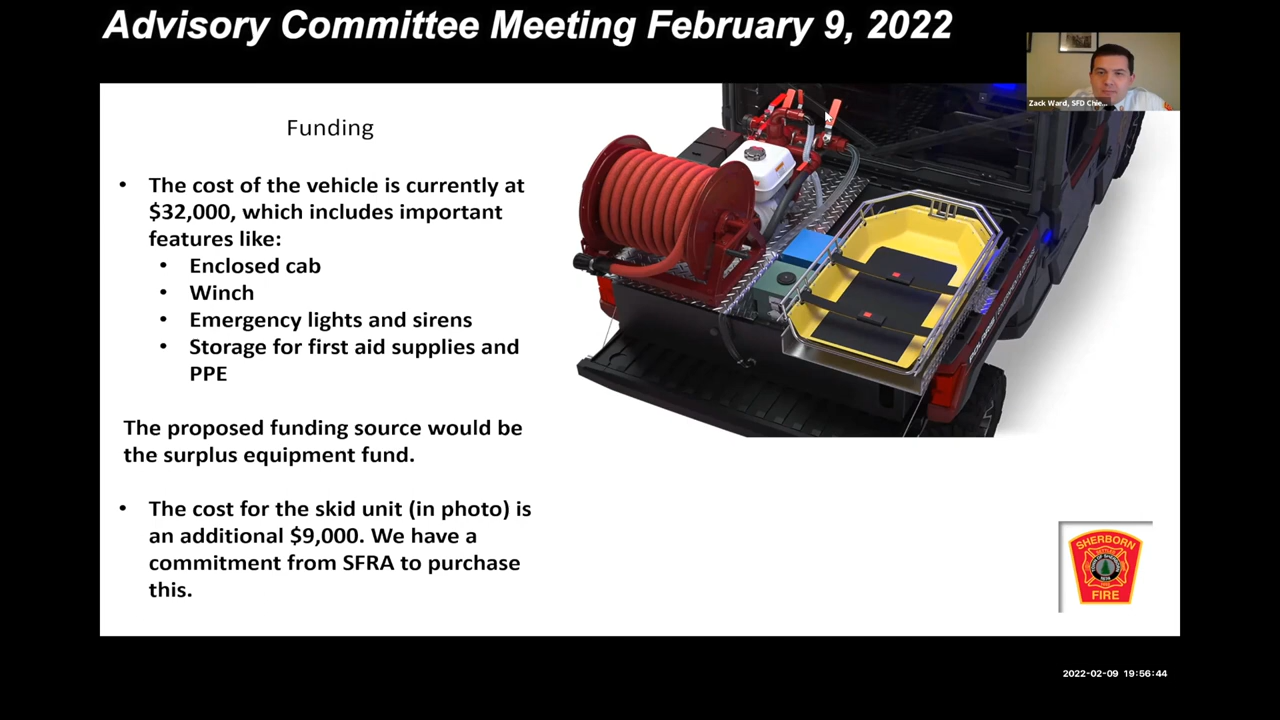 Advisory Committee Meeting February 9, 2022
Zack Ward, SFD Chie...
Funding
• The cost of the vehicle is currently at
$32,000, which includes important
features like:
• Enclosed cab
• Winch
• Emergency lights and sirens
• Storage for first aid supplies and
PPE
The proposed funding source would be
the surplus equipment fund.
• The cost for the skid unit (in photo) is
an additional $9,000. We have a
commitment from SFRA to purchase
this.
POLARIS
SHERBORN
FIRE
2022-02-09 19:56:44